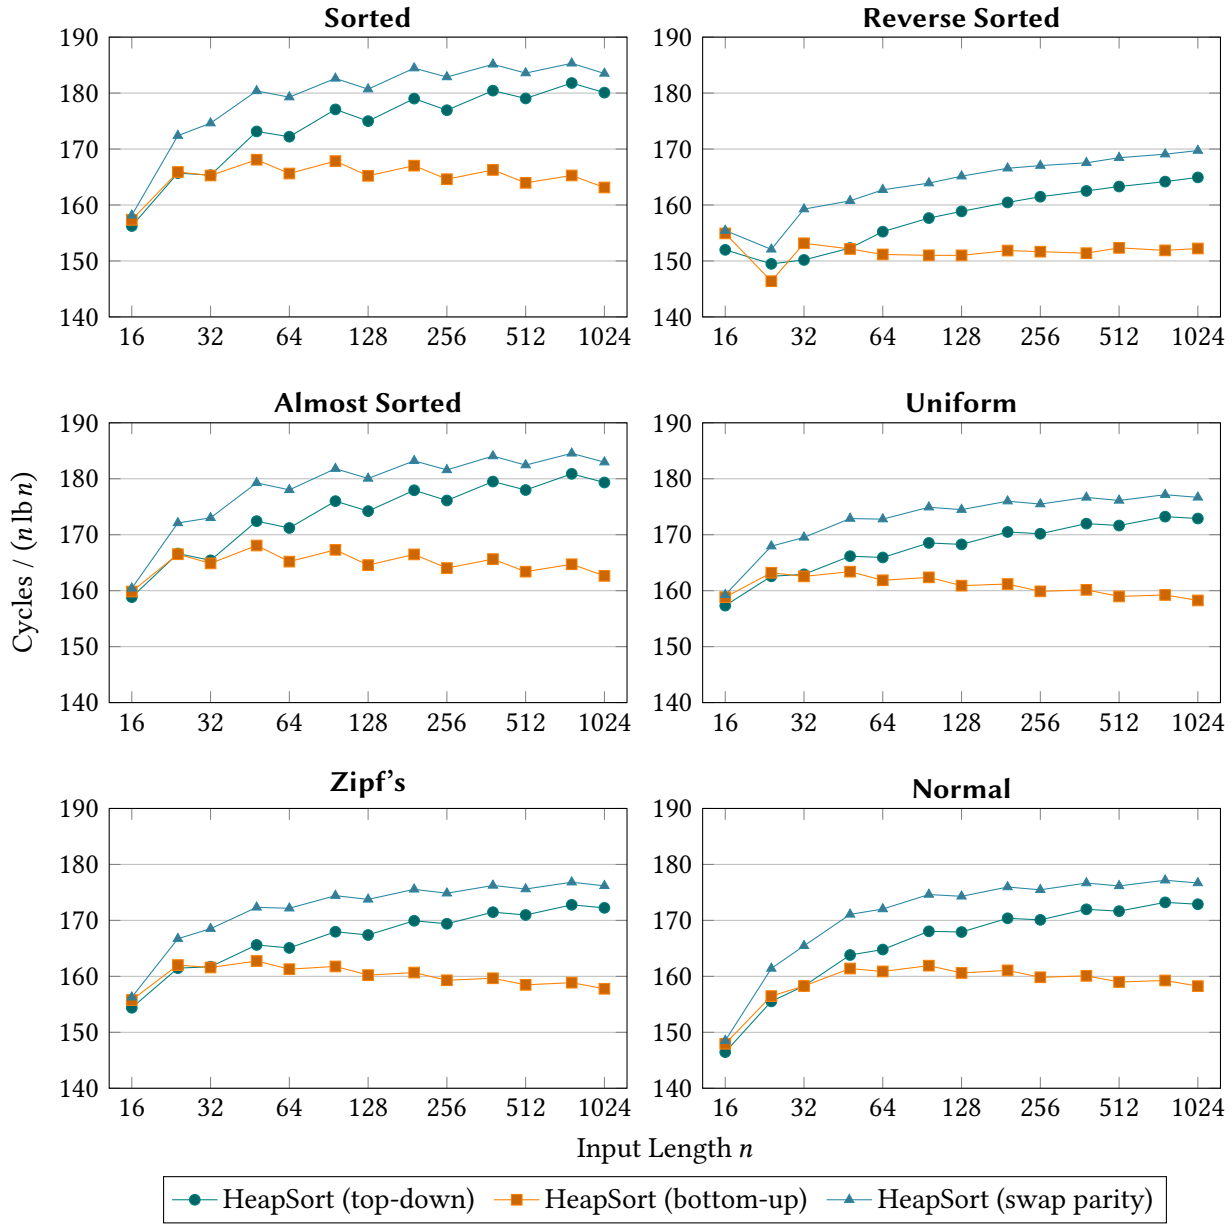 Sorted
190
180
170
160
150
140
16 32 64 128 256 512 1024
Reverse Sorted
190
180
170
160
150
140
16 32 64 128 256 512 1024
Almost Sorted
190
180
170
160
150
140
16 32 64 128 256 512 1024
Uniform
190
180
170
160
150
140
16 32 64 128 256 512 1024
Cycles / (n lb n)
Zipf's
190
180
170
160
150
140
16 32 64 128 256 512 1024
Normal
190
180
170
160
150
140
16 32 64 128 256 512 1024
Input Length n
HeapSort (top-down) HeapSort (bottom-up) HeapSort (swap parity)